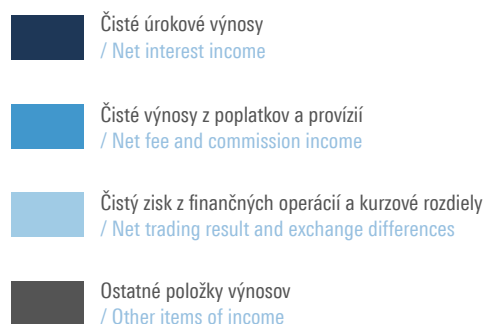 Čisté úrokové výnosy
/ Net interest income
Čisté výnosy z poplatkov a provízií
/ Net fee and commission income
Čistý zisk z finančných operácií a kurzové rozdiely
/ Net trading result and exchange differences
Ostatné položky výnosov
/ Other items of income